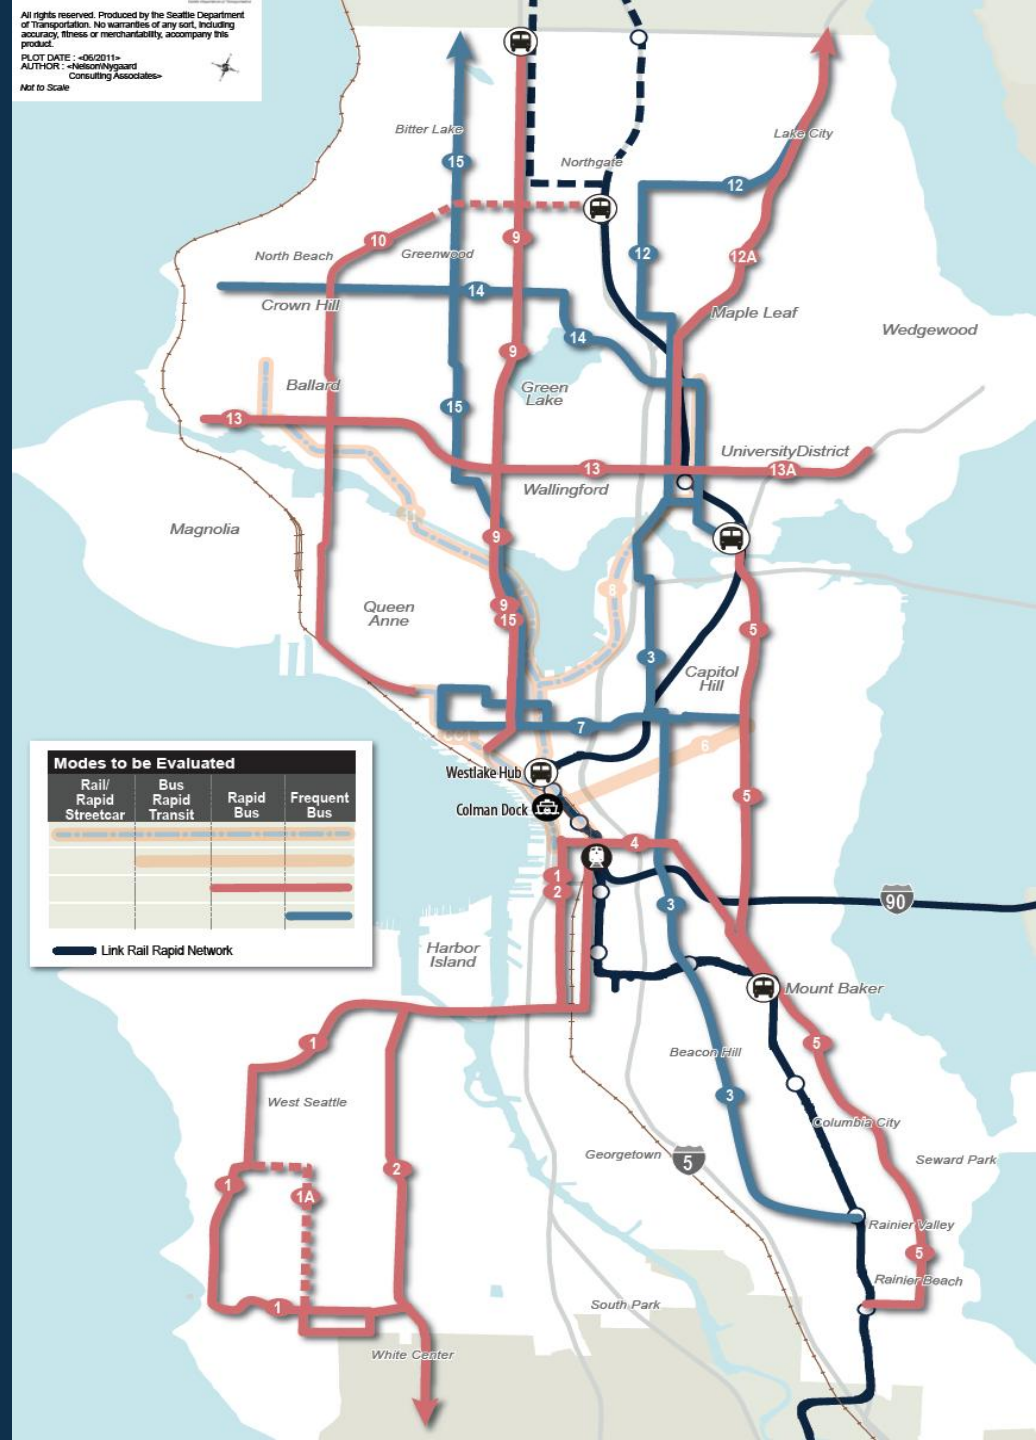 All rights reserved. Produced by the Seattle Department
of Transportation. No warranties of any sort, including
accuracy, fitness or merchantability, accompany this
product.
PLOT DATE : <06/2011>
AUTHOR : <Nelson\Nygaard
Consulting Associates>
Not to Scale
Bitter Lake
Lake City
15
Northgate
12
10
9
North Beach
Greenwood
12
12A
14
Crown Hill
Maple Leaf
14
Wedgewood
9
Ballard
Green
Lake
15
13
University District
13
13A
Wallingford
11
Magnolia
9
8
Queen
Anne
9
15
5
3
Capitol
Hill
7
CC1
6
Westlake Hub
Colman Dock
5
4
1
2
3
90
Modes to be Evaluated
Rail/
Rapid
Streetcar
Bus
Rapid
Transit
Rapid
Bus
Frequent
Bus
Link Rail Rapid Network
Harbor
Island
Mount Baker
1
5
Beacon Hill
3
West Seattle
Columbia City
Georgetown
5
Seward Park
1
1A
2
Rainier Valley
5
Rainier Beach
1
South Park
White Center